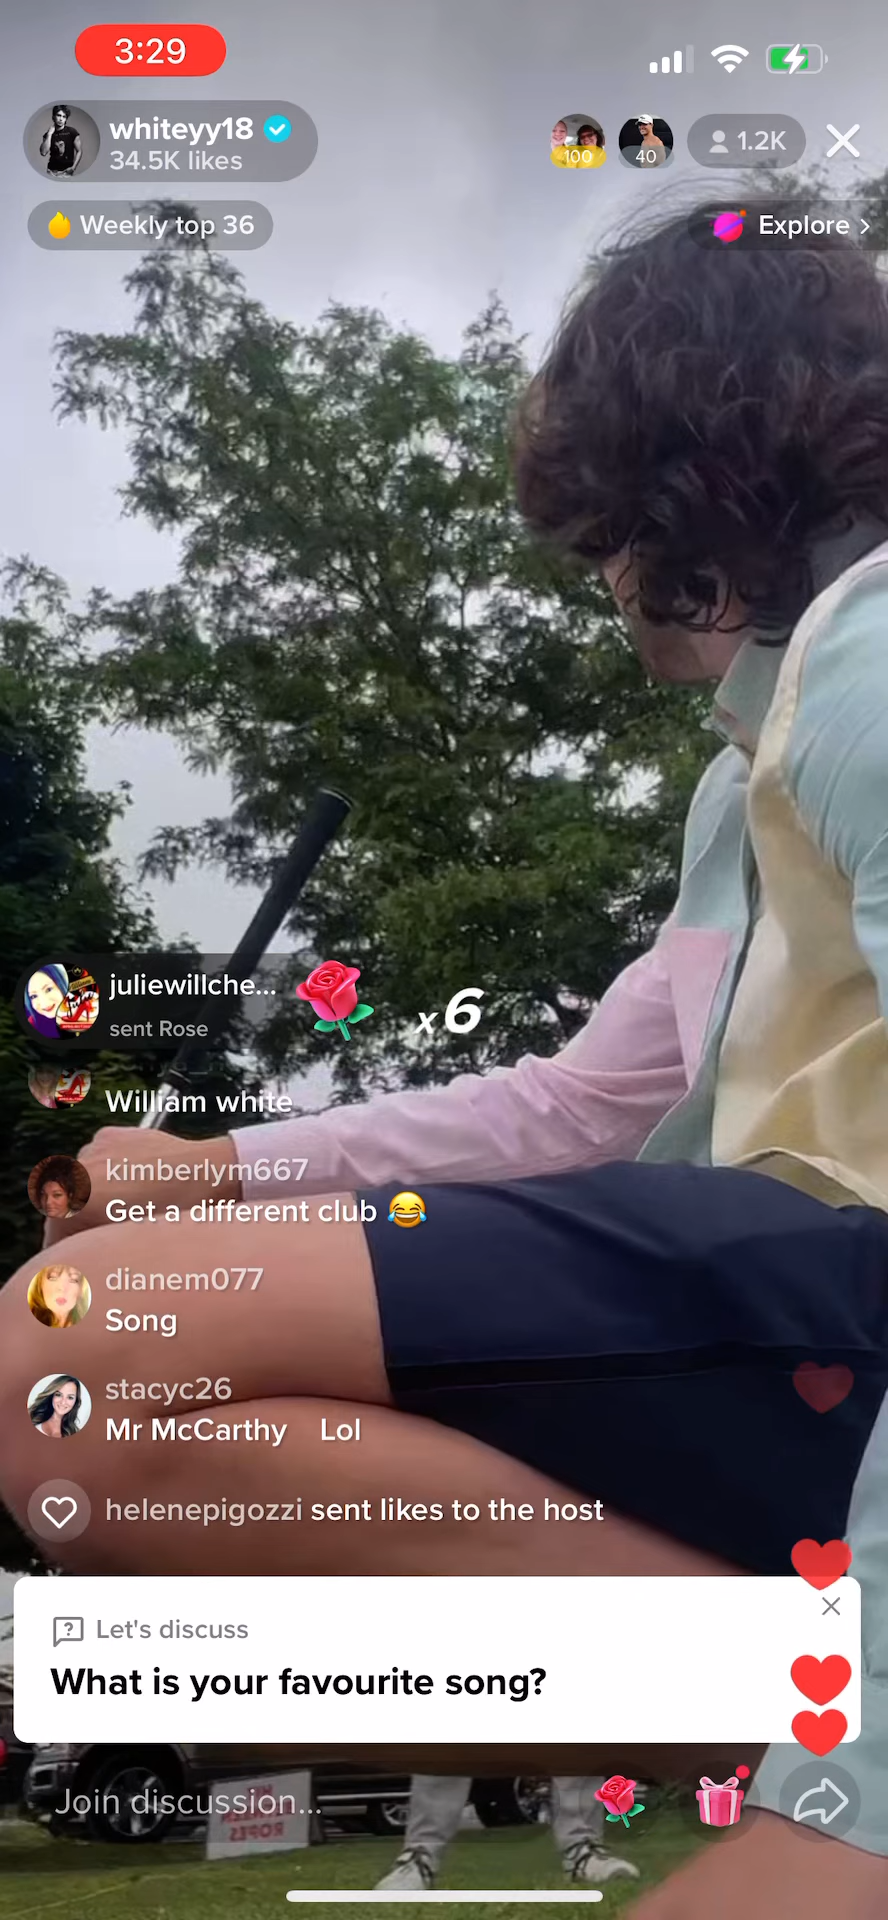 3:29
whiteyy18
34.5K likes
100
40
1.2K
Weekly top 36
Explore >
juliewillche...
sent Rose
x6
William white
kimberlym667
Get a different club 😂
dianem077
Song
stacyc26
Mr McCarthy Lol
helenepigozzi sent likes to the host
Let's discuss
What is your favourite song?
Join discussion...
ROPES